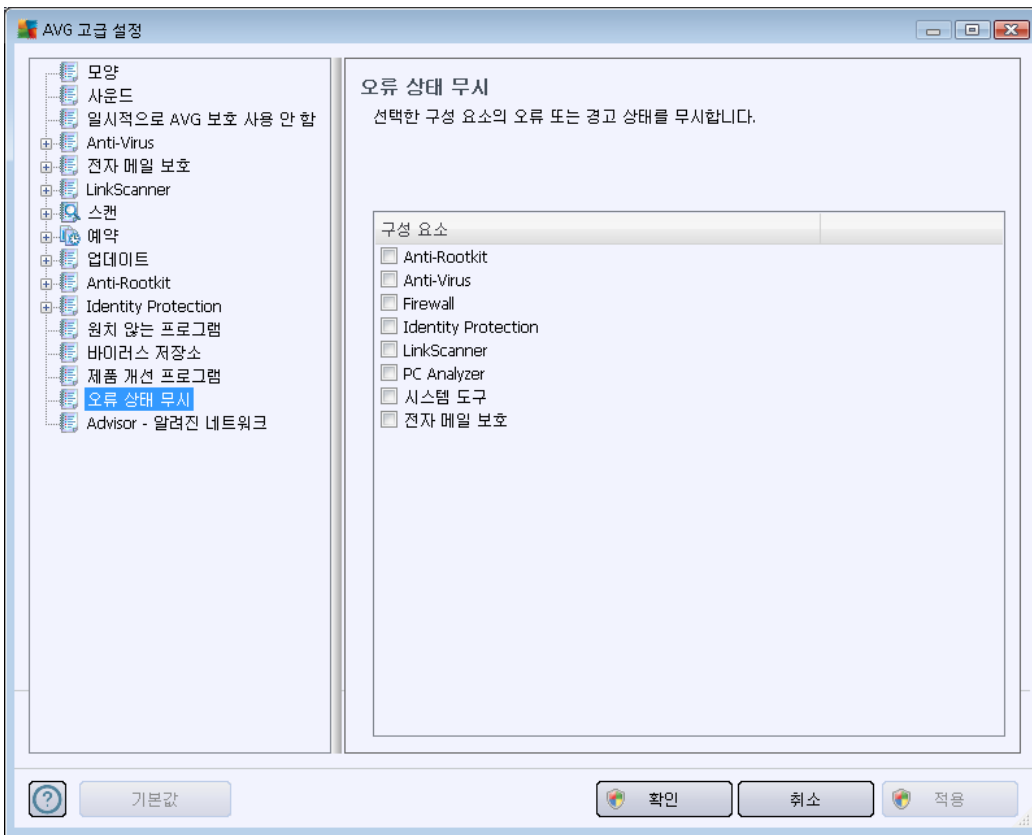 AVG 고급 설정
모양
사운드
일시적으로 AVG 보호 사용 안 함
Anti-Virus
전자 메일 보호
LinkScanner
스캔
예약
업데이트
Anti-Rootkit
Identity Protection
원치 않는 프로그램
바이러스 저장소
제품 개선 프로그램
오류 상태 무시
Advisor - 알려진 네트워크
오류 상태 무시
선택한 구성 요소의 오류 또는 경고 상태를 무시합니다.
구성 요소
Anti-Rootkit
Anti-Virus
Firewall
Identity Protection
LinkScanner
PC Analyzer
시스템 도구
전자 메일 보호
기본값
확인
취소
적용